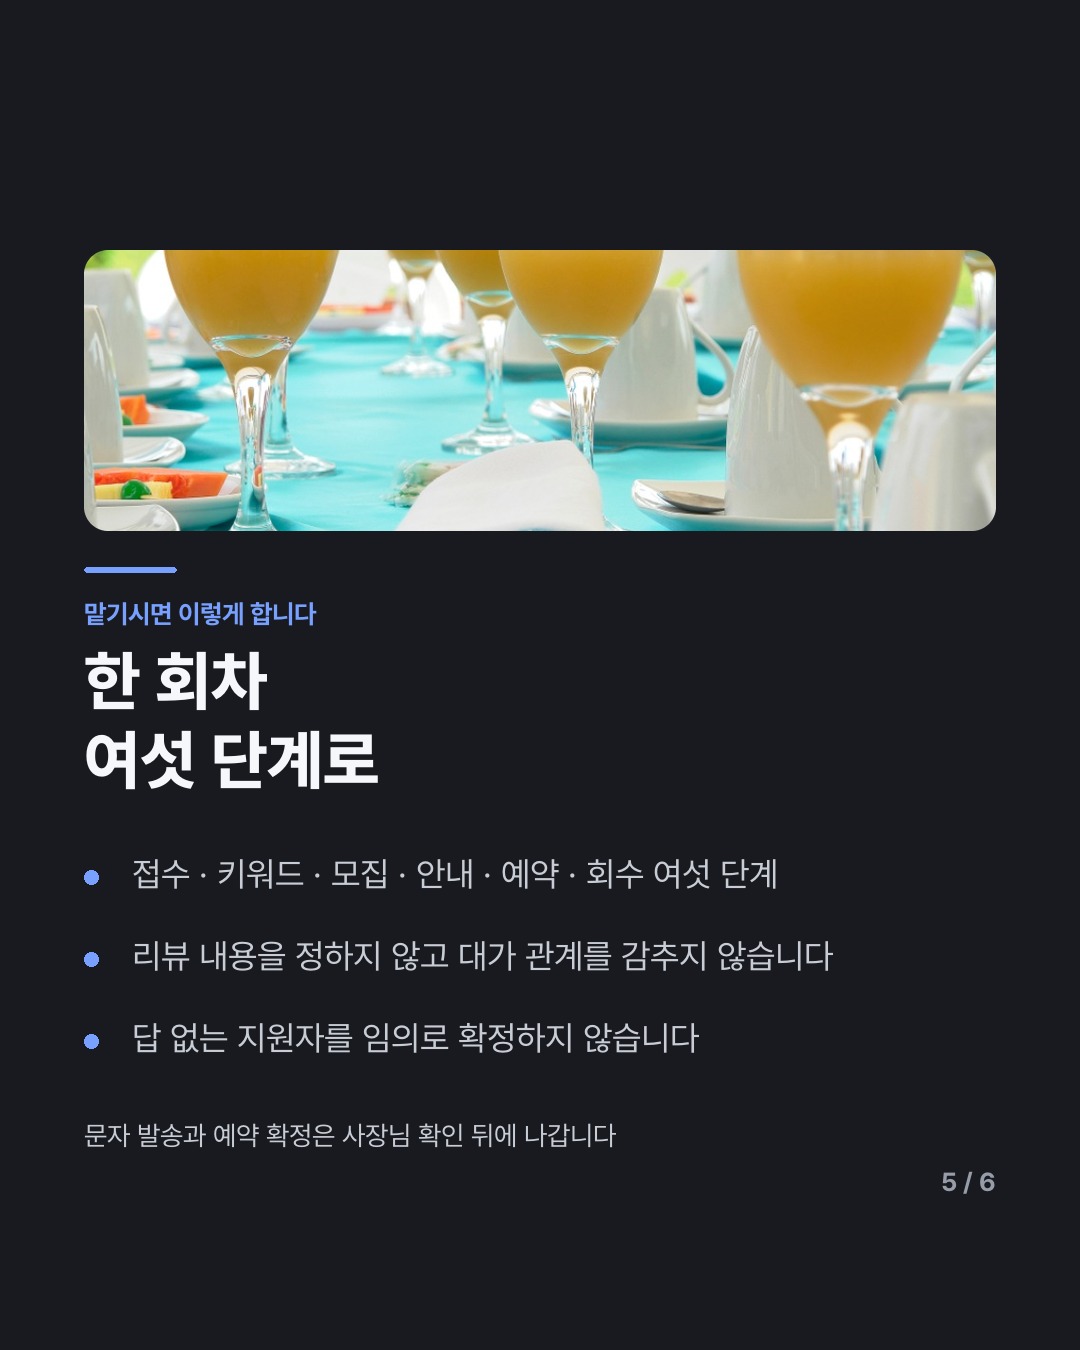 맡기시면 이렇게 합니다
한 회차
여섯 단계로
접수 · 키워드 · 모집 · 안내 · 예약 · 회수 여섯 단계
리뷰 내용을 정하지 않고 대가 관계를 감추지 않습니다
답 없는 지원자를 임의로 확정하지 않습니다
문자 발송과 예약 확정은 사장님 확인 뒤에 나갑니다
5 / 6